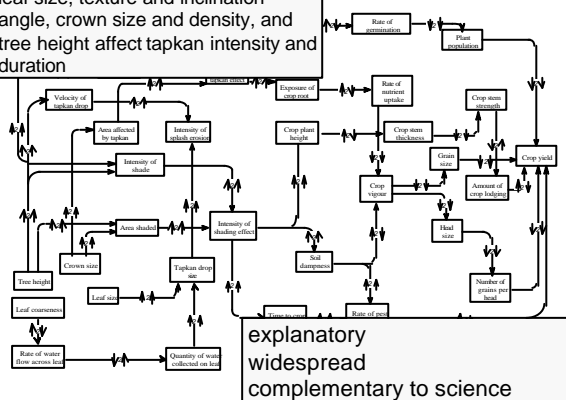 leaf size, texture and inclination
angle, crown size and density, and
tree height affect tapkan intensity and
duration
Rate of
germination
Plant
population
Velocity of
tapkan drop
Exposure of
crop root
Rate of
nutrient
uptake
Crop stem
strength
Area affected
by tapkan
Intensity of
splash erosion
Crop plant
height
Crop stem
thickness
Grain
size
Crop yield
Intensity of
shade
Crop
vigour
Amount of
crop lodging
Area shaded
Intensity of
shading effect
Head
size
Crown size
Tapkan drop
size
Soil
dampness
Tree height
Leaf size
Number of
grains per
head
Leaf coarseness
Rate of pest
Rate of water
flow across leaf
Quantity of water
collected on leaf
explanatory
widespread
complementary to science